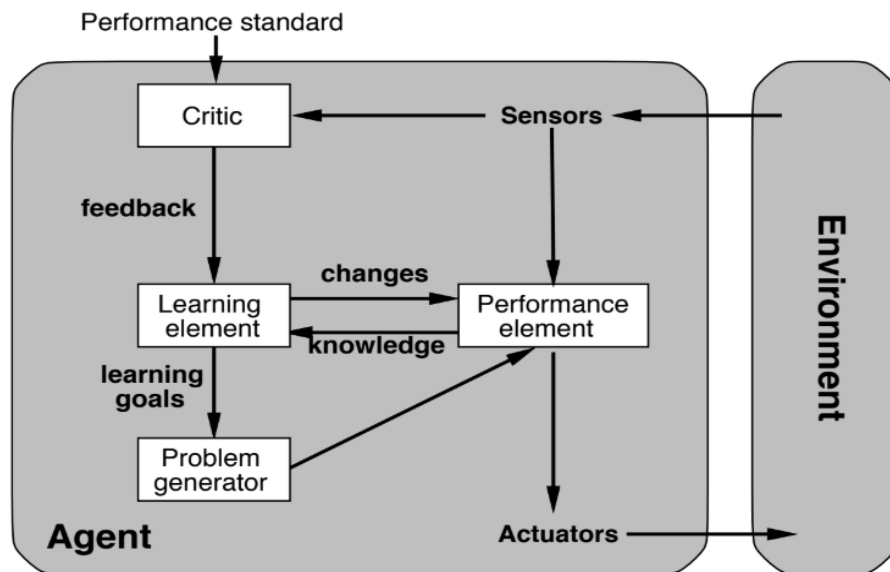 Performance standard
Critic
Sensors
feedback
changes
Learning
element
Performance
element
knowledge
learning
goals
Problem
generator
Agent
Actuators
Environment